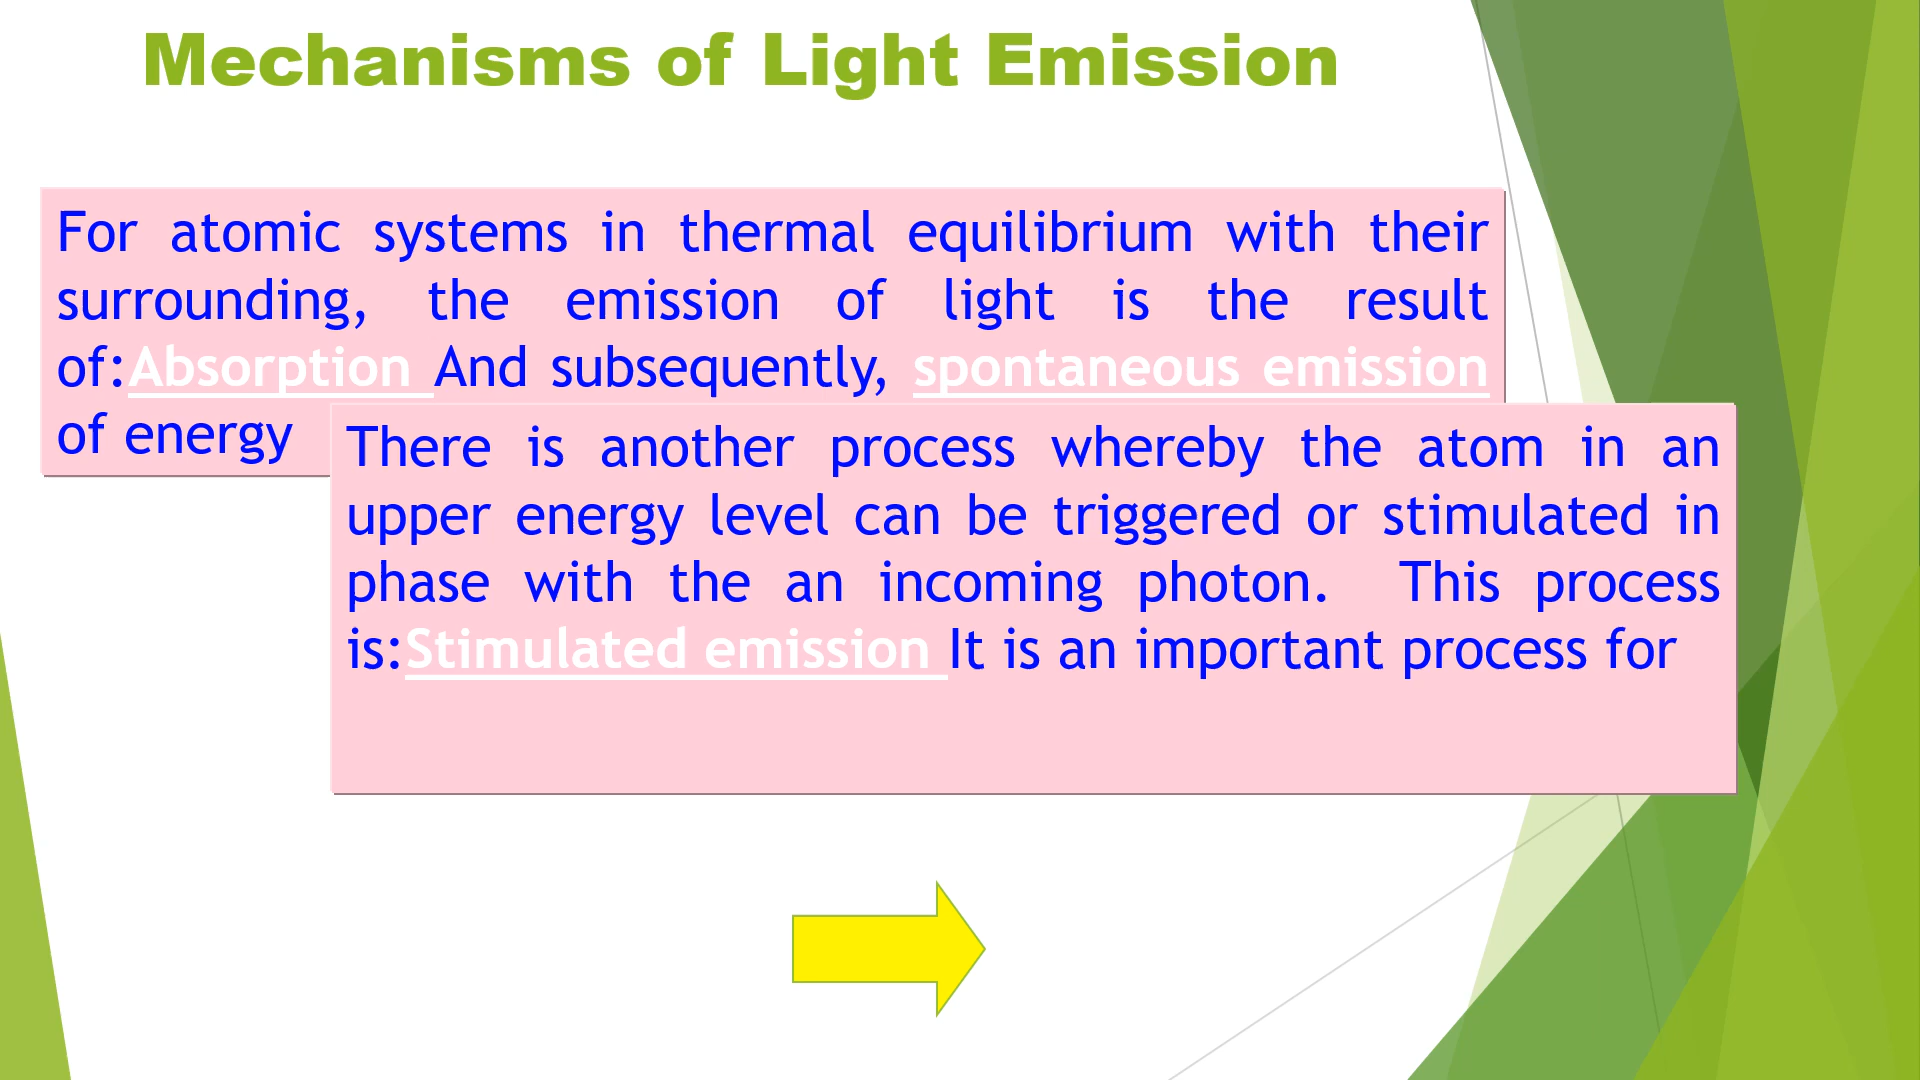 Mechanisms of Light Emission
For atomic systems in thermal equilibrium with their
surrounding, the emission of light is the result
of:Absorption And subsequently, spontaneous emission
of energy
There is another process whereby the atom in an
upper energy level can be triggered or stimulated in
phase with the an incoming photon. This process
is:Stimulated emission It is an important process for